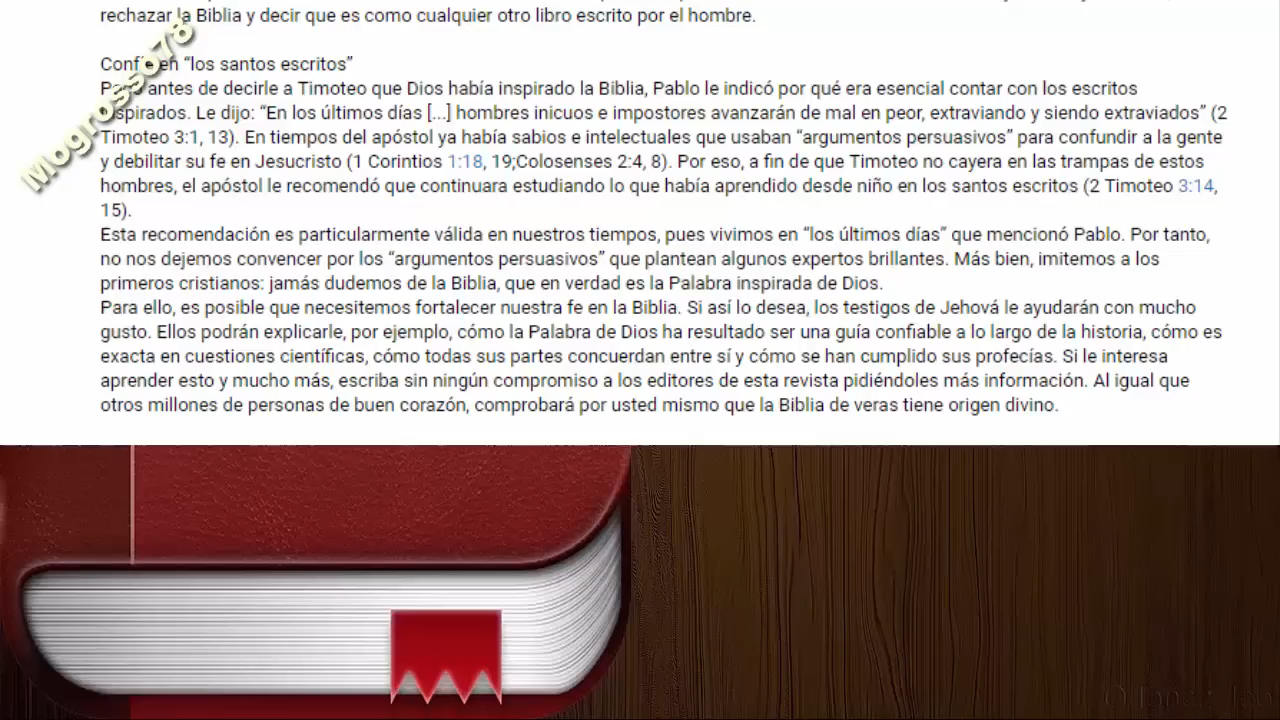 rechazar la Biblia y decir que es como cualquier otro libro escrito por el hombre.
Confíe en “los santos escritos”
antes de decirle a Timoteo que Dios había inspirado la Biblia, Pablo le indicó por qué era esencial contar con los escritos
inspirados. Le dijo: “En los últimos días [...] hombres inicuos e impostores avanzarán de mal en peor, extraviando y siendo extraviados” (2
Timoteo 3:1, 13). En tiempos del apóstol ya había sabios e intelectuales que usaban “argumentos persuasivos” para confundir a la gente
y debilitar su fe en Jesucristo (1 Corintios 1:18, 19;Colosenses 2:4, 8). Por eso, a fin de que Timoteo no cayera en las trampas de estos
hombres, el apóstol le recomendó que continuara estudiando lo que había aprendido desde niño en los santos escritos (2 Timoteo 3:14,
15).
Esta recomendación es particularmente válida en nuestros tiempos, pues vivimos en “los últimos días” que mencionó Pablo. Por tanto,
no nos dejemos convencer por los “argumentos persuasivos” que plantean algunos expertos brillantes. Más bien, imitemos a los
primeros cristianos: jamás dudemos de la Biblia, que en verdad es la Palabra inspirada de Dios.
Para ello, es posible que necesitemos fortalecer nuestra fe en la Biblia. Si así lo desea, los testigos de Jehová le ayudarán con mucho
gusto. Ellos podrán explicarle, por ejemplo, cómo la Palabra de Dios ha resultado ser una guía confiable a lo largo de la historia, cómo es
exacta en cuestiones científicas, cómo todas sus partes concuerdan entre sí y cómo se han cumplido sus profecías. Si le interesa
aprender esto y mucho más, escriba sin ningún compromiso a los editores de esta revista pidiéndoles más información. Al igual que
otros millones de personas de buen corazón, comprobará por usted mismo que la Biblia de veras tiene origen divino.
Mogrosso78